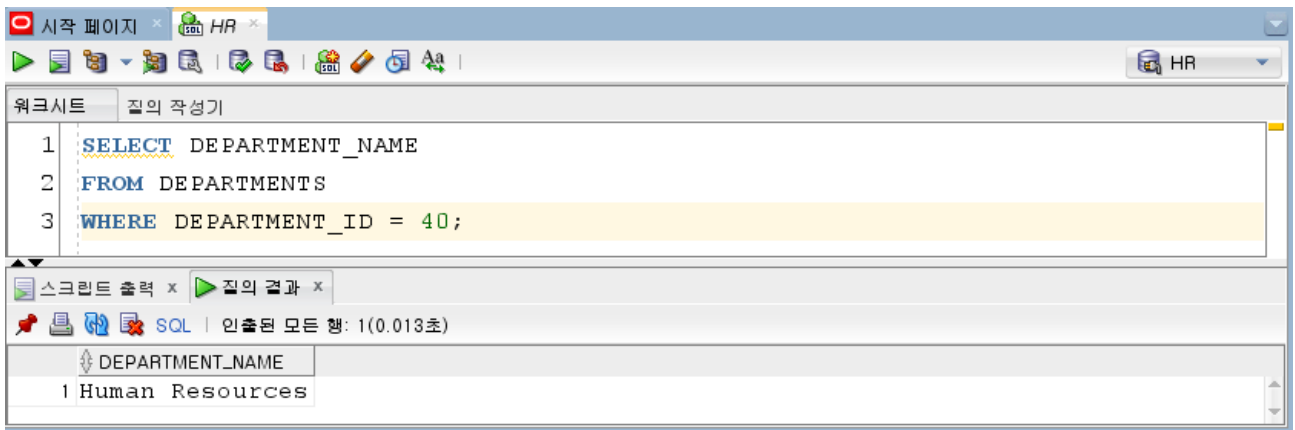 시작 페이지 HR
HR
워크시트 질의 작성기
1 SELECT DEPARTMENT_NAME
2 FROM DEPARTMENTS
3 WHERE DEPARTMENT_ID = 40;
스크립트 출력 x 질의 결과 x
SQL 인출된 모든 행: 1(0.013초)
DEPARTMENT_NAME
1 Human Resources